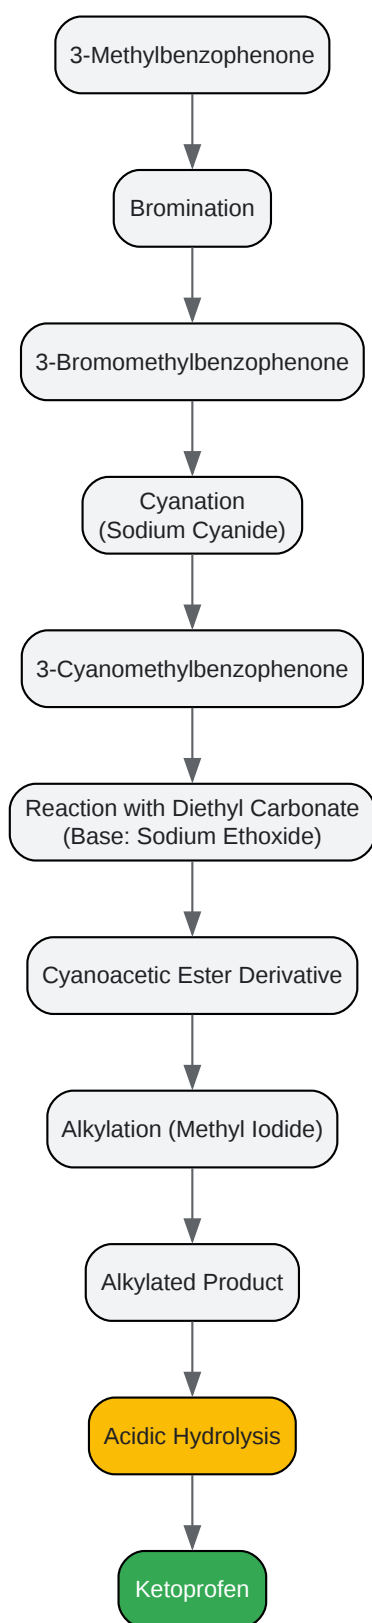 3-Methylbenzophenone
Bromination
3-Bromomethylbenzophenone
Cyanation
(Sodium Cyanide)
3-Cyanomethylbenzophenone
Reaction with Diethyl Carbonate
(Base: Sodium Ethoxide)
Cyanoacetic Ester Derivative
Alkylation (Methyl Iodide)
Alkylated Product
Acidic Hydrolysis
Ketoprofen